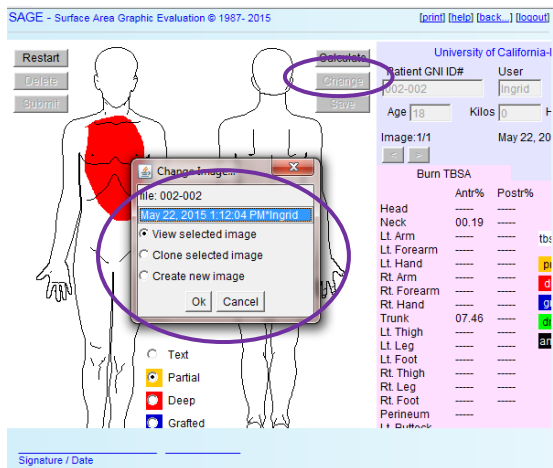 SAGE - Surface Area Graphic Evaluation © 1987- 2015 [print] [help] [back...] [logout]
Restart
Delete
Submit
Calculate
Change
Save
University of California-I
Patient GNI ID# User
002-002 Ingrid
Age 18 Kilos 0 H
Image:1/1 May 22, 20
< >
Burn TBSA
Antr% Postr%
Head ----- -----
Neck 00.19 -----
Lt. Arm ----- -----
Lt. Forearm ----- -----
Lt. Hand ----- -----
Rt. Arm ----- -----
Rt. Forearm ----- -----
Rt. Hand ----- -----
Trunk 07.46 -----
Lt. Thigh ----- -----
Lt. Leg ----- -----
Lt. Foot ----- -----
Rt. Thigh ----- -----
Rt. Leg ----- -----
Rt. Foot ----- -----
Perineum -----
Lt. Buttock
tbs
Change Image...
file: 002-002
May 22, 2015 1:12:04 PM*Ingrid
View selected image
Clone selected image
Create new image
Ok Cancel
Text
Partial
Deep
Grafted
Signature / Date